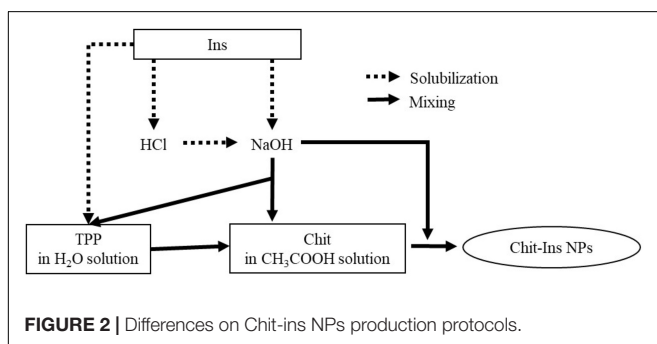 Ins
Solubilization
Mixing
HCl
NaOH
TPP
in H₂O solution
Chit
in CH₃COOH solution
Chit-Ins NPs
FIGURE 2 | Differences on Chit-ins NPs production protocols.